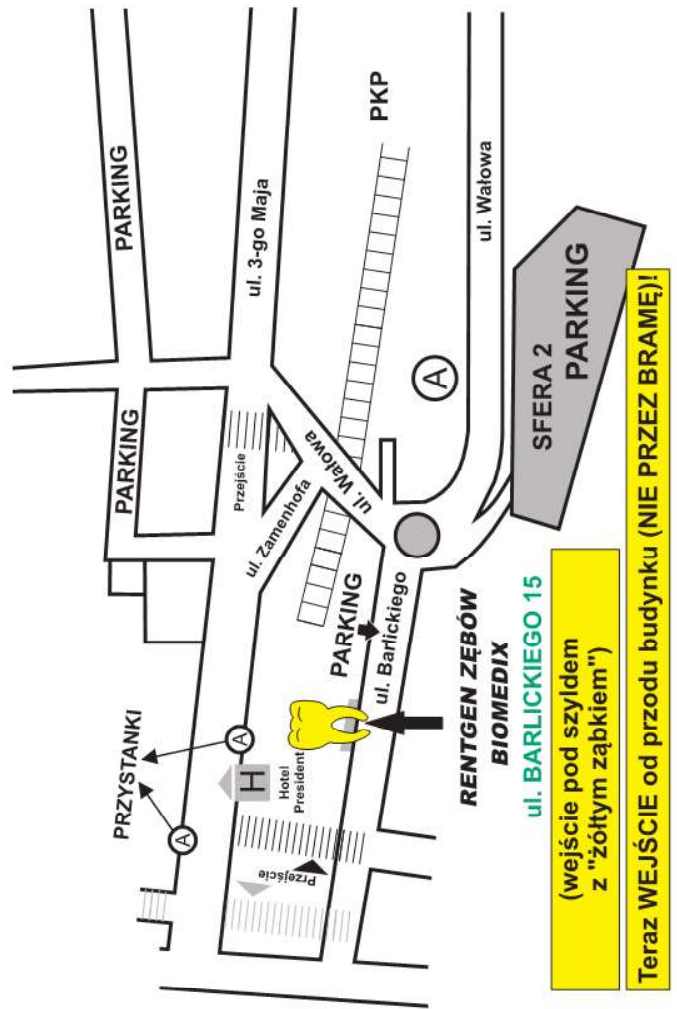 PARKING
PARKING
ul. 3-go Maja
PRZYSTANKI
A
A
Przejście
ul. Zamenhofa
ul. Wałowa
PKP
H
Hotel
President
Przejście
PARKING
ul. Barlickiego
A
ul. Wałowa
SFERA 2
PARKING
RENTGEN ZĘBÓW
BIOMEDIX
ul. BARLICKIEGO 15
(wejście pod szyldem
z "żółtym ząbkiem")
Teraz WEJŚCIE od przodu budynku (NIE PRZEZ BRAMĘ)!